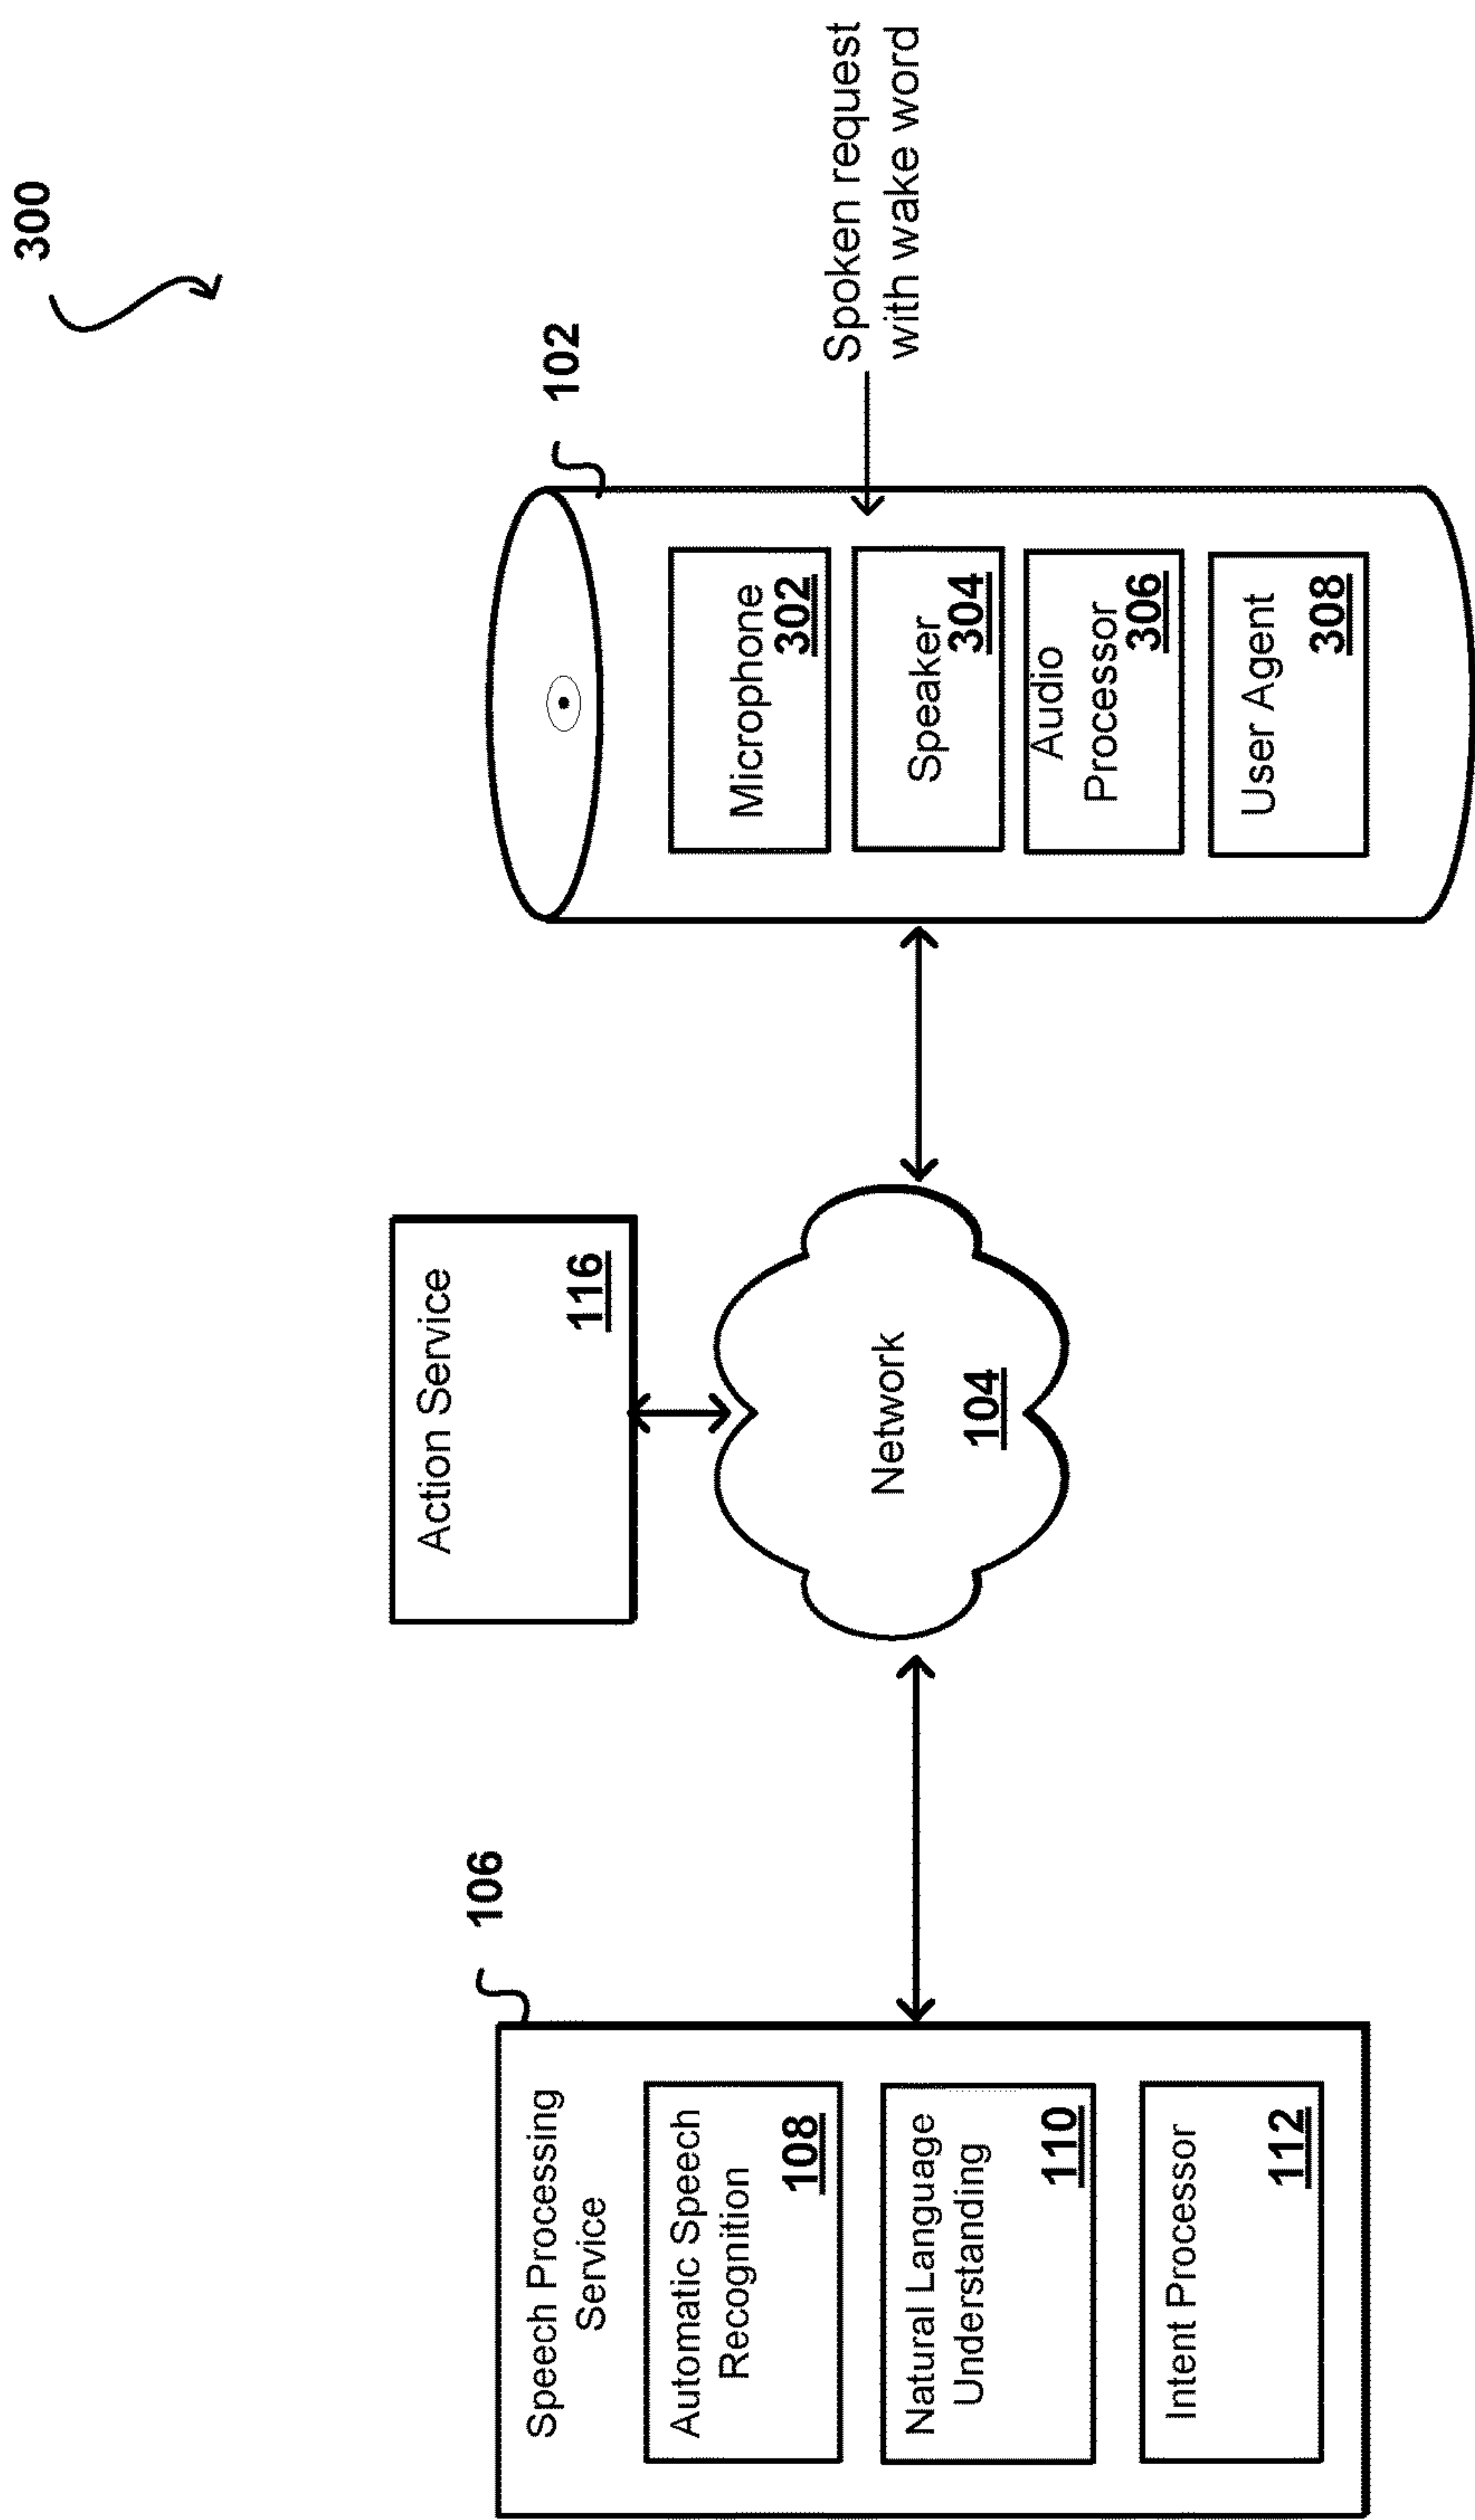 300
106
Speech Processing
Service
Automatic Speech
Recognition
108
Natural Language
Understanding
110
Intent Processor
112
Action Service
116
Network
104
102
Microphone
302
Speaker
304
Audio
Processor
306
User Agent
308
Spoken request
with wake word